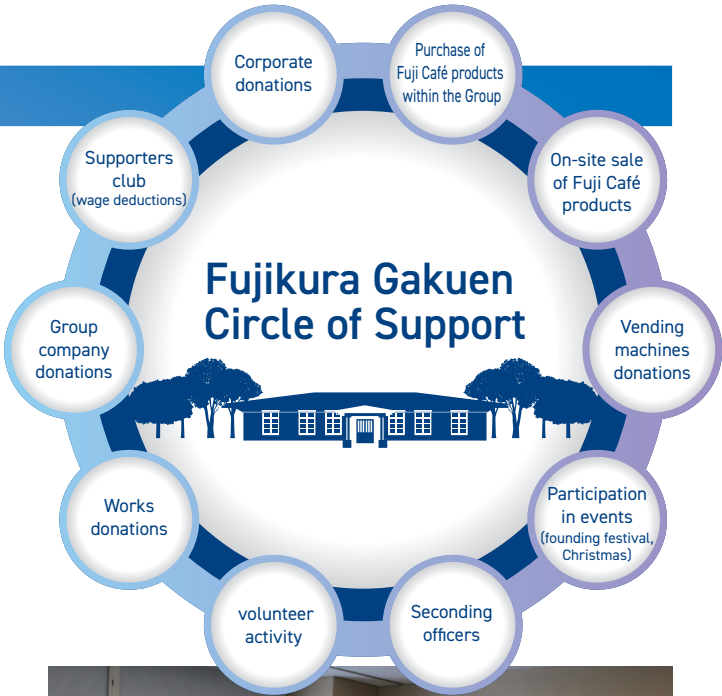 Corporate
donations
Purchase of
Fuji Café products
within the Group
Supporters
club
(wage deductions)
On-site sale
of Fuji Café
products
Fujikura Gakuen
Circle of Support
Group
company
donations
Vending
machines
donations
Works
donations
Participation
in events
(founding festival,
Christmas)
volunteer
activity
Seconding
officers